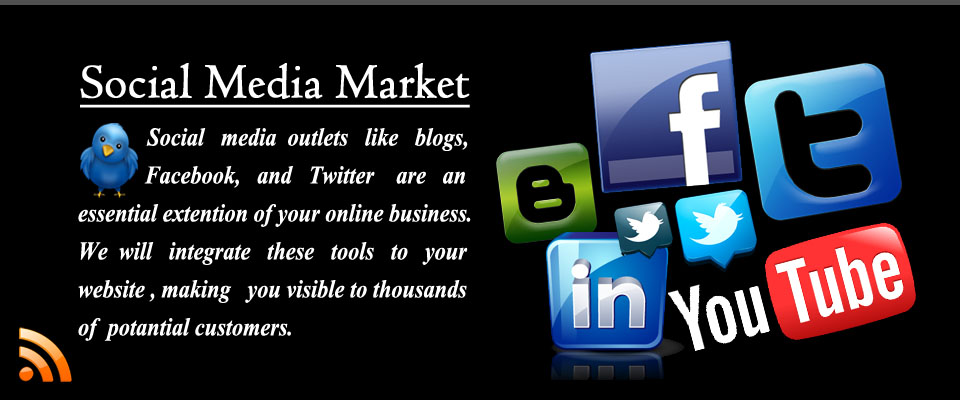 Social Media Market
Social media outlets like blogs,
Facebook, and Twitter are an
essential extention of your online business.
We will integrate these tools to your
website , making you visible to thousands
of potantial customers.
f
t
B
in
You Tube